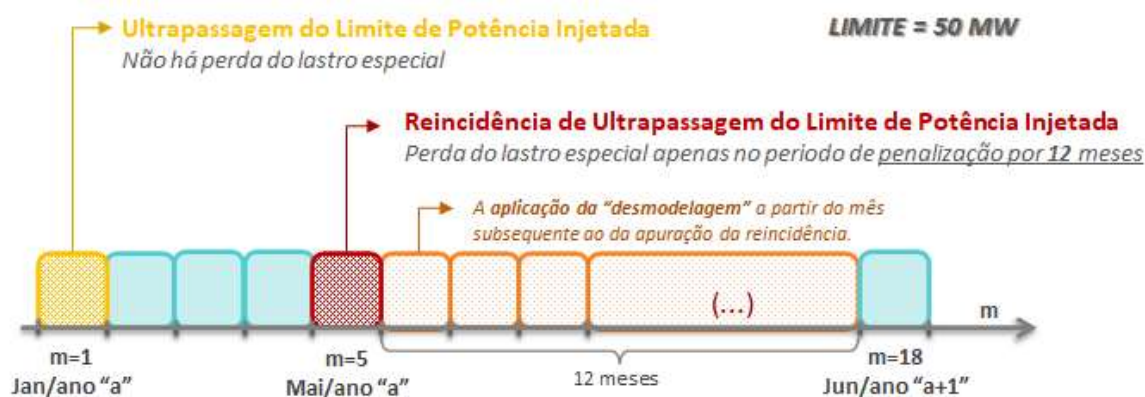 Ultrapassagem do Limite de Potência Injetada
LIMITE = 50 MW
Não há perda do lastro especial
Reincidência de Ultrapassagem do Limite de Potência Injetada
Perda do lastro especial apenas no período de penalização por 12 meses
A aplicação da “desmodelagem” a partir do mês
subsequente ao da apuração da reincidência.
(...)
m
m=1
Jan/ano “a”
m=5
Mai/ano “a”
12 meses
m=18
Jun/ano “a+1”